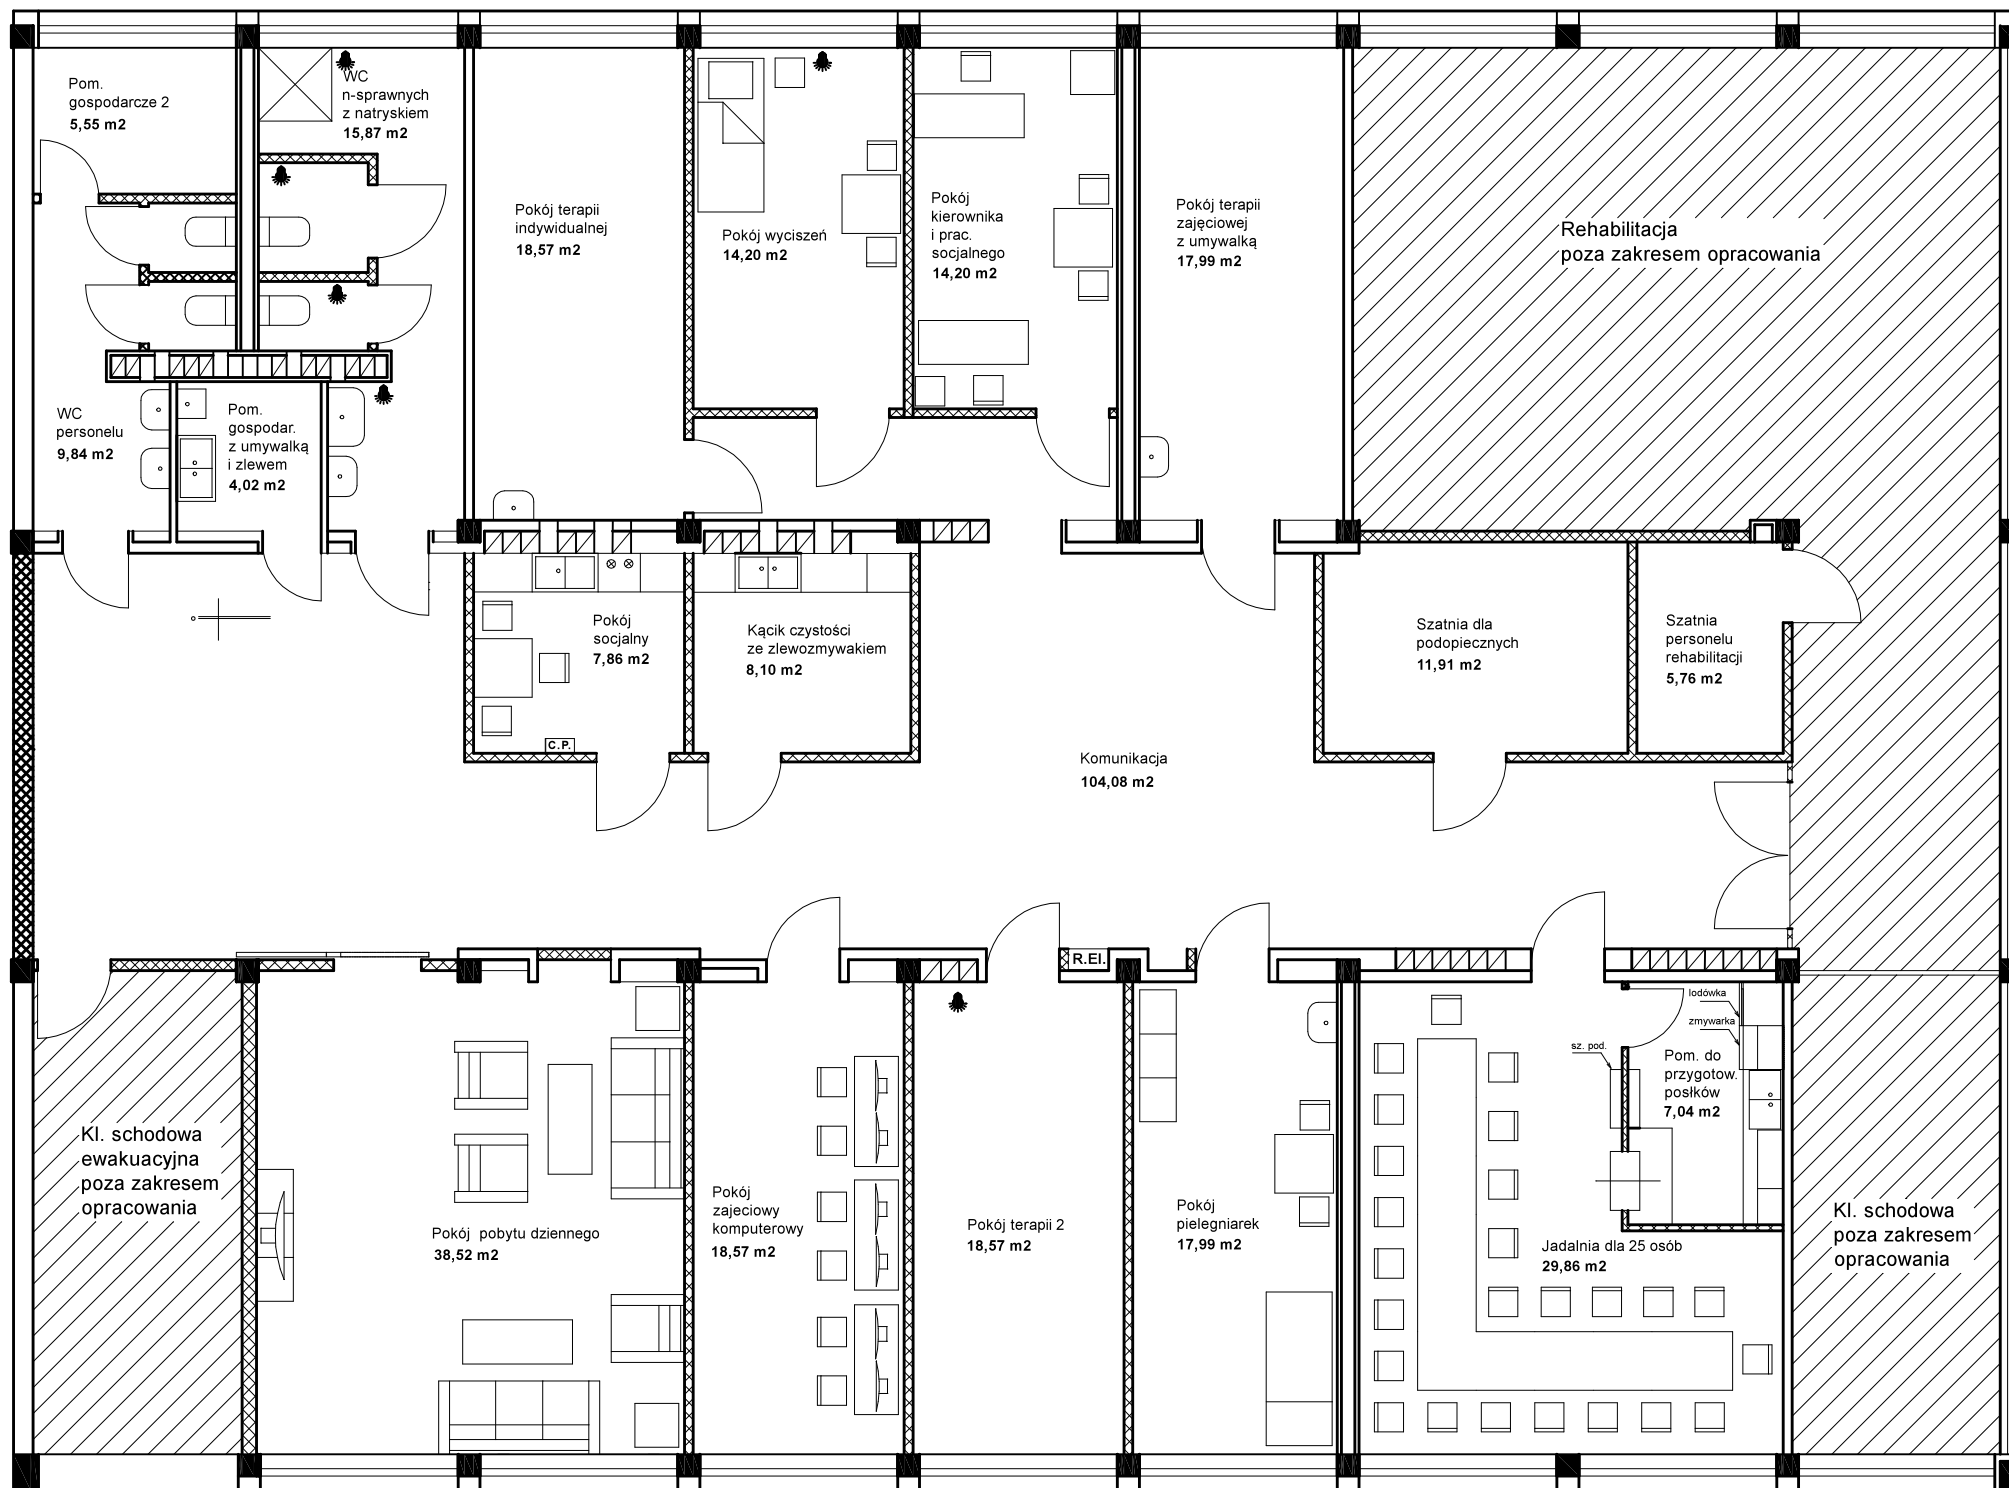 Pom.
gospodarcze 2
5,55 m2
WC
n-sprawnych
z natryskiem
15,87 m2
Pokój terapii
indywidualnej
18,57 m2
Pokój wyciszeń
14,20 m2
Pokój
kierownika
i prac.
socjalnego
14,20 m2
Pokój terapii
zajęciowej
z umywalką
17,99 m2
Rehabilitacja
poza zakresem opracowania
WC
personelu
9,84 m2
Pom.
gospodar.
z umywalką
i zlewem
4,02 m2
Pokój
socjalny
7,86 m2
C.P.
Kącik czystości
ze zlewozmywakiem
8,10 m2
Szatnia dla
podopiecznych
11,91 m2
Szatnia
personelu
rehabilitacji
5,76 m2
Komunikacja
104,08 m2
R.El.
Kl. schodowa
ewakuacyjna
poza zakresem
opracowania
Pokój pobytu dziennego
38,52 m2
Pokój
zajeciowy
komputerowy
18,57 m2
Pokój terapii 2
18,57 m2
Pokój
pielegniarek
17,99 m2
lodówka
zmywarka
sz. pod.
Pom. do
przygotow.
posłków
7,04 m2
Jadalnia dla 25 osób
29,86 m2
Kl. schodowa
poza zakresem
opracowania